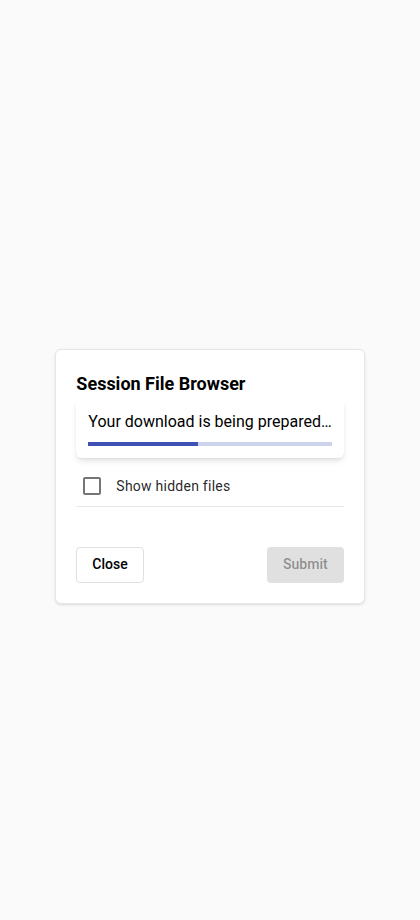 Session File Browser
Your download is being prepared...
Show hidden files
Close
Submit